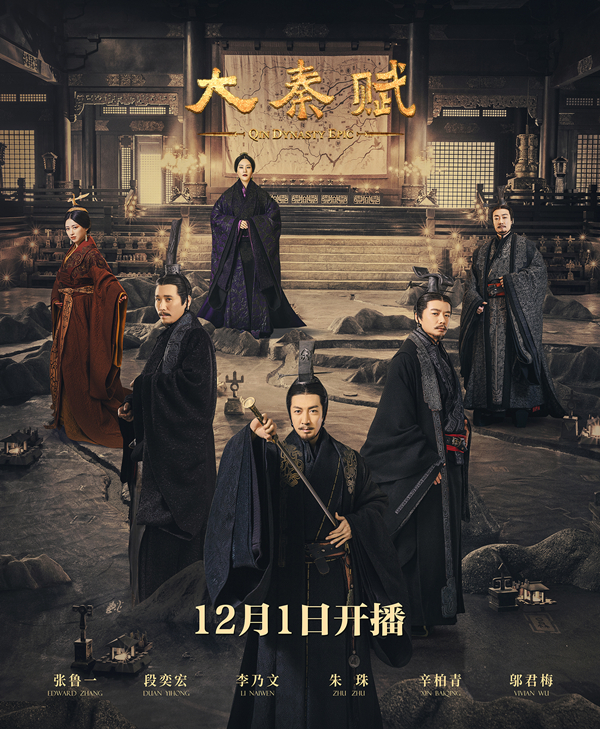 大秦赋
QIN DYNASTY EPIC
12月1日开播
张鲁一 段奕宏 李乃文 朱珠 辛柏青 邬君梅
EDWARD ZHANG DUAN YIHONG LI NAIWEN ZHU ZHU XIN BAIQING VIVIAN WU